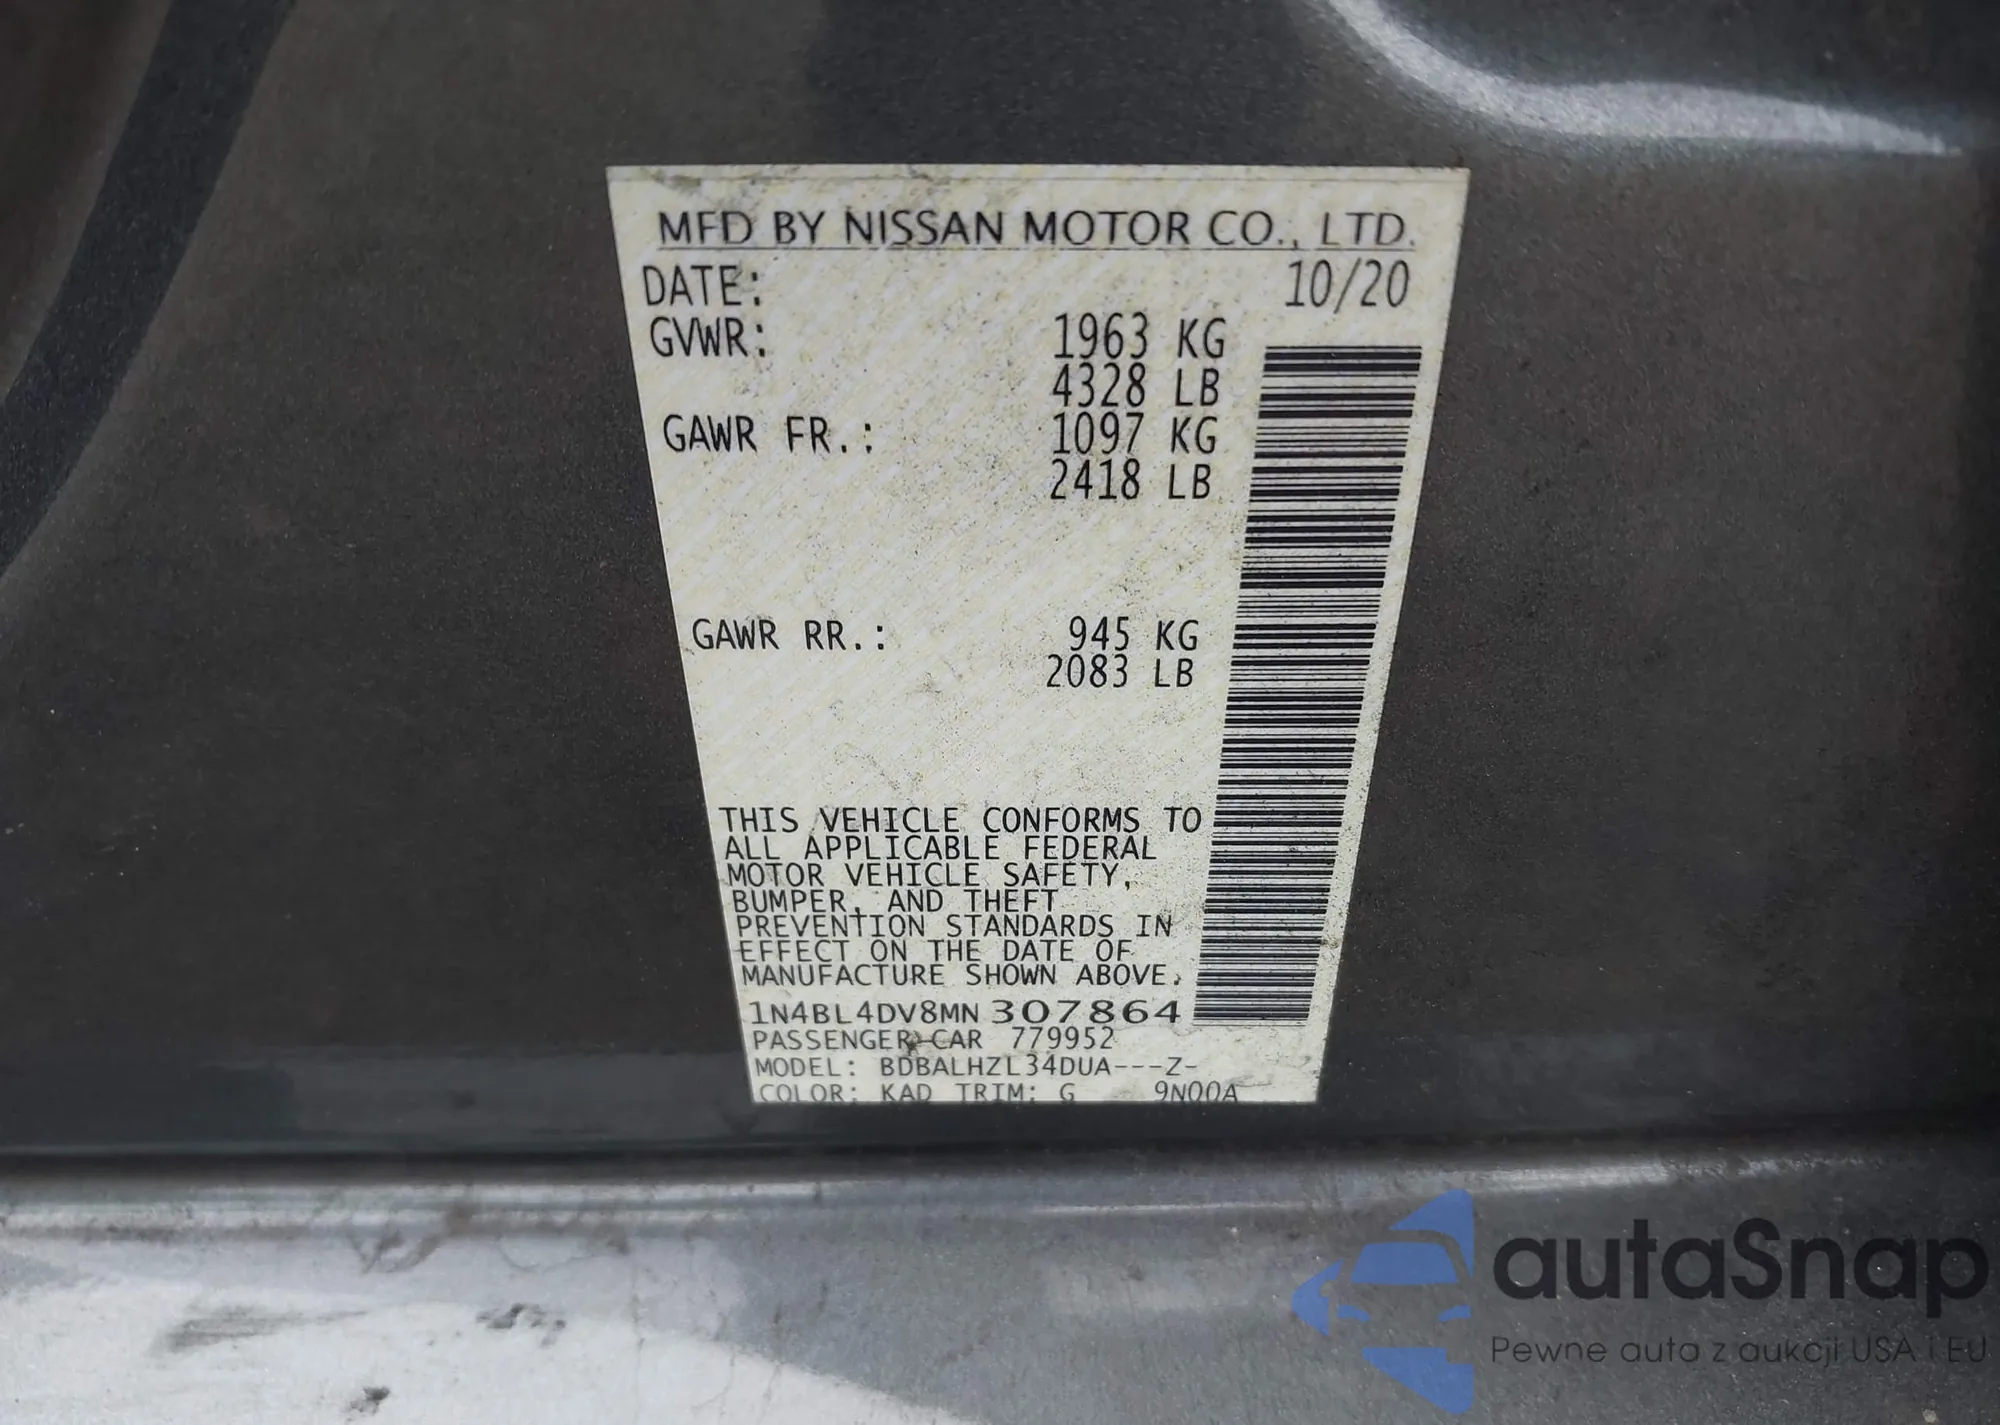 MFD BY NISSAN MOTOR CO., LTD.
DATE: 10/20
GVWR: 1963 KG
4328 LB
GAWR FR.: 1097 KG
2418 LB
GAWR RR.: 945 KG
2083 LB
THIS VEHICLE CONFORMS TO
ALL APPLICABLE FEDERAL
MOTOR VEHICLE SAFETY,
BUMPER, AND THEFT
PREVENTION STANDARDS IN
EFFECT ON THE DATE OF
MANUFACTURE SHOWN ABOVE.
1N4BL4DV8MN307864
PASSENGER CAR 779952
MODEL: BDBALHZL34DUA---Z-
COLOR: KAD TRIM: G 9N00A
autaSnap
Pewne auta z aukcji USA i EU